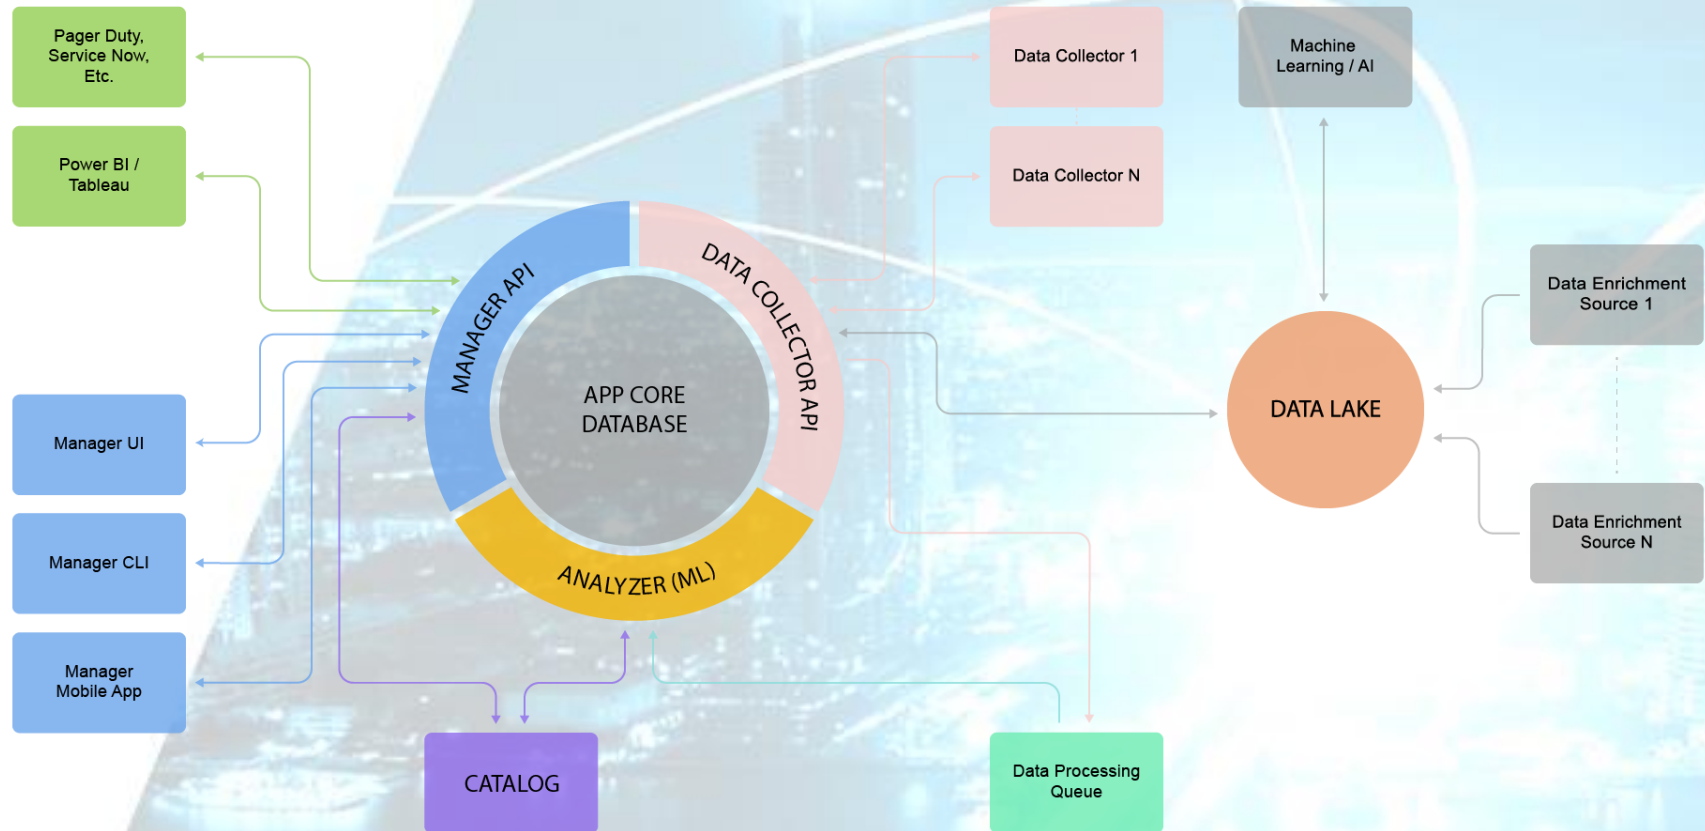 Pager Duty,
Service Now,
Etc.
Power BI /
Tableau
Manager UI
Manager CLI
Manager
Mobile App
MANAGER API
DATA COLLECTOR API
ANALYZER (ML)
APP CORE
DATABASE
CATALOG
Data Collector 1
Data Collector N
Data Processing
Queue
Machine
Learning / AI
DATA LAKE
Data Enrichment
Source 1
Data Enrichment
Source N